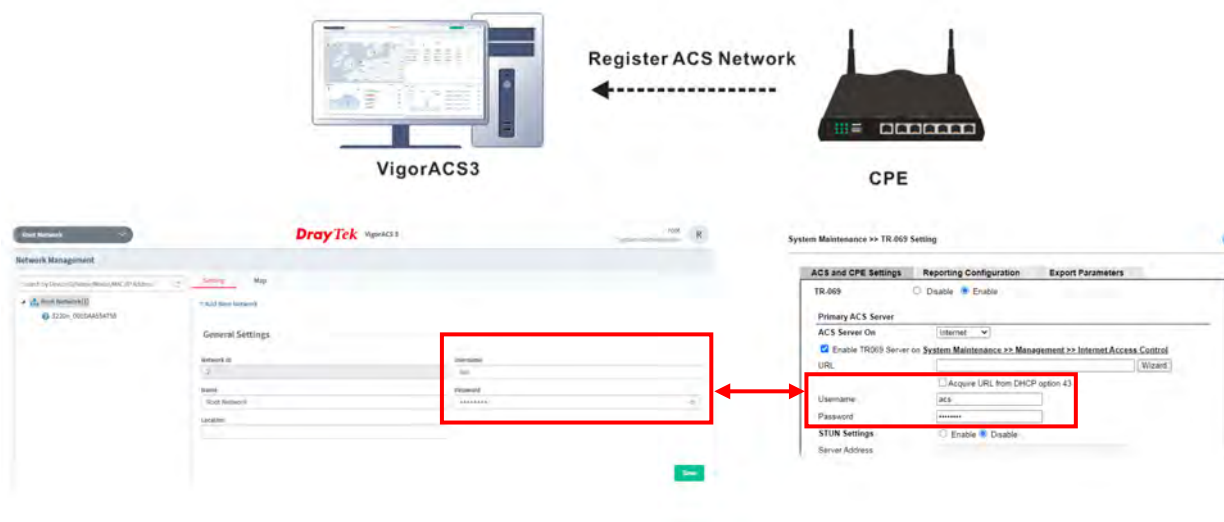 Register ACS Network
VigorACS3
CPE
Root Network
DrayTek VigorACS 3
root
R
Network Management
Setting
Map
+ Add New Network
Root Network(1)
General Settings
Network ID
2
Username
Name
Root Network
Password
••••••••
Location
Save
System Maintenance >> TR-069 Setting
ACS and CPE Settings
Reporting Configuration
Export Parameters
TR-069
Disable
Enable
Primary ACS Server
ACS Server On
Internet
Enable TR069 Server on System Maintenance >> Management >> Internet Access Control
URL
Wizard
Acquire URL from DHCP option 43
Username
acs
Password
••••••••
STUN Settings
Enable
Disable
Server Address